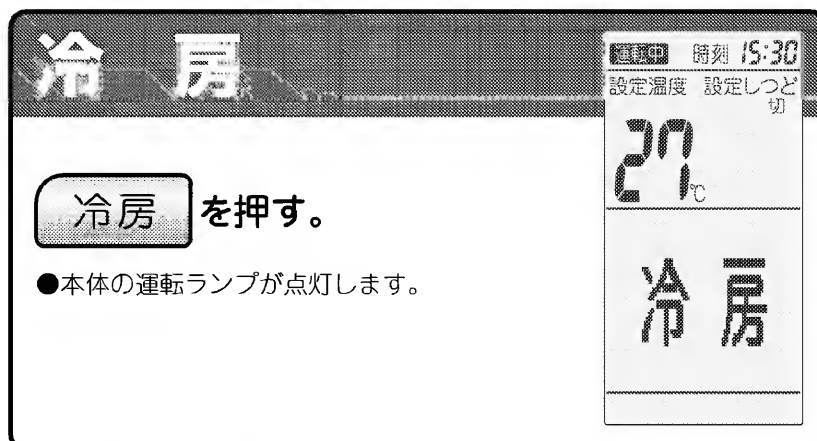 冷 房
運転中 時刻 15:30
設定温度 設定しつど
切
27℃
冷房 を押す。
●本体の運転ランプが点灯します。
冷 房